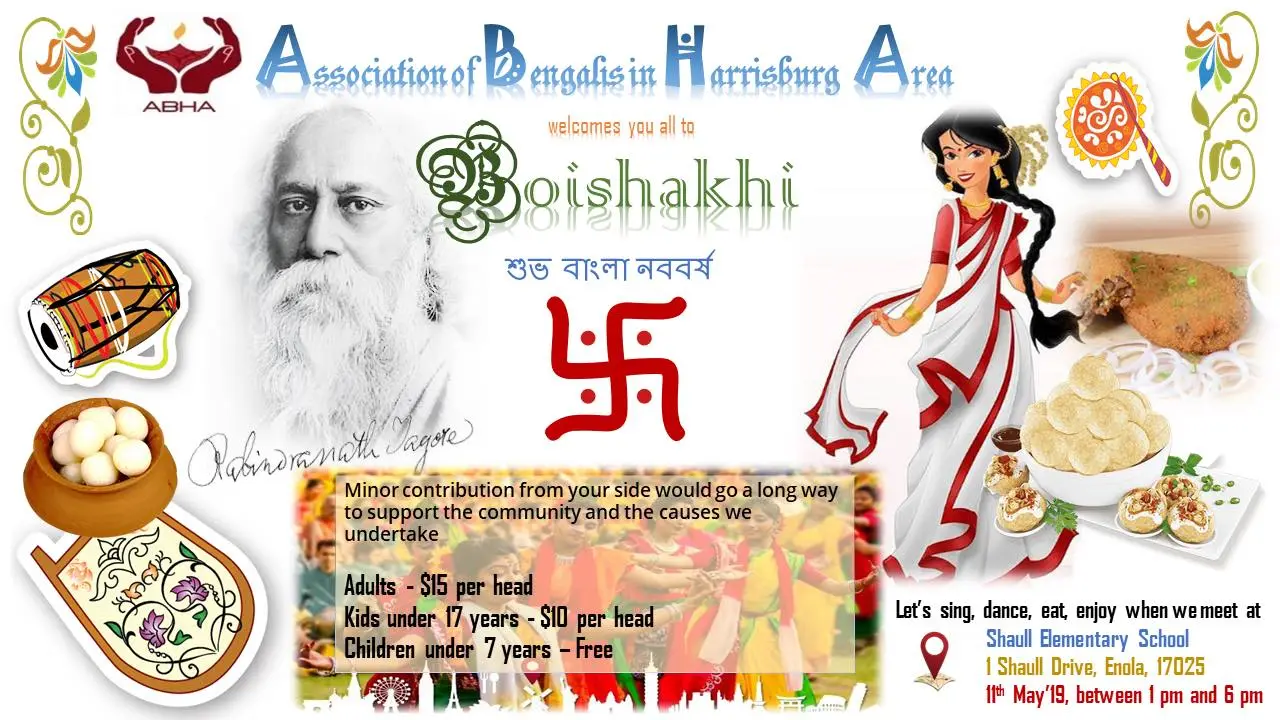 ABHA
Association of Bengalis in Harrisburg Area
welcomes you all to
Boishakhi
শুভ বাংলা নববর্ষ
Rabindranath Tagore
Minor contribution from your side would go a long way
to support the community and the causes we
undertake
Adults - $15 per head
Kids under 17 years - $10 per head
Children under 7 years – Free
Let's sing, dance, eat, enjoy when we meet at
Shaull Elementary School
1 Shaull Drive, Enola, 17025
11th May'19, between 1 pm and 6 pm